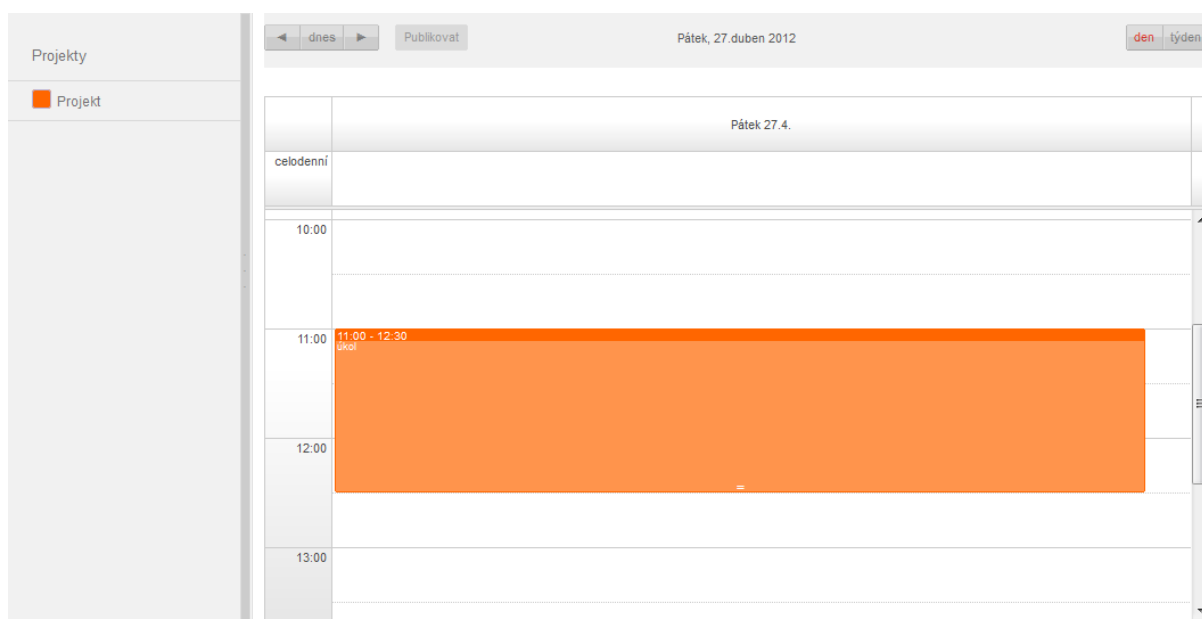 Projekty
Projekt
dnes
Publikovat
Pátek, 27.duben 2012
den týden
Pátek 27.4.
celodenní
10:00
11:00
11:00 - 12:30
úkol
12:00
13:00